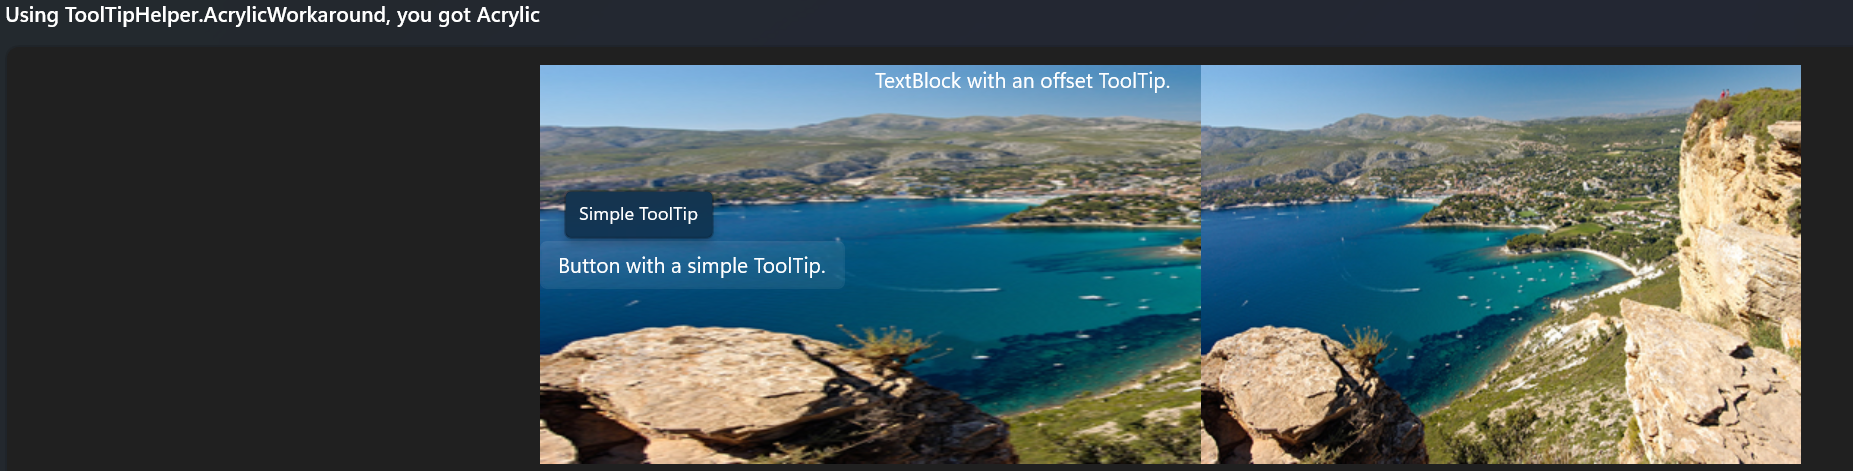 Using ToolTipHelper.AcrylicWorkaround, you got Acrylic
TextBlock with an offset ToolTip.
Simple ToolTip
Button with a simple ToolTip.